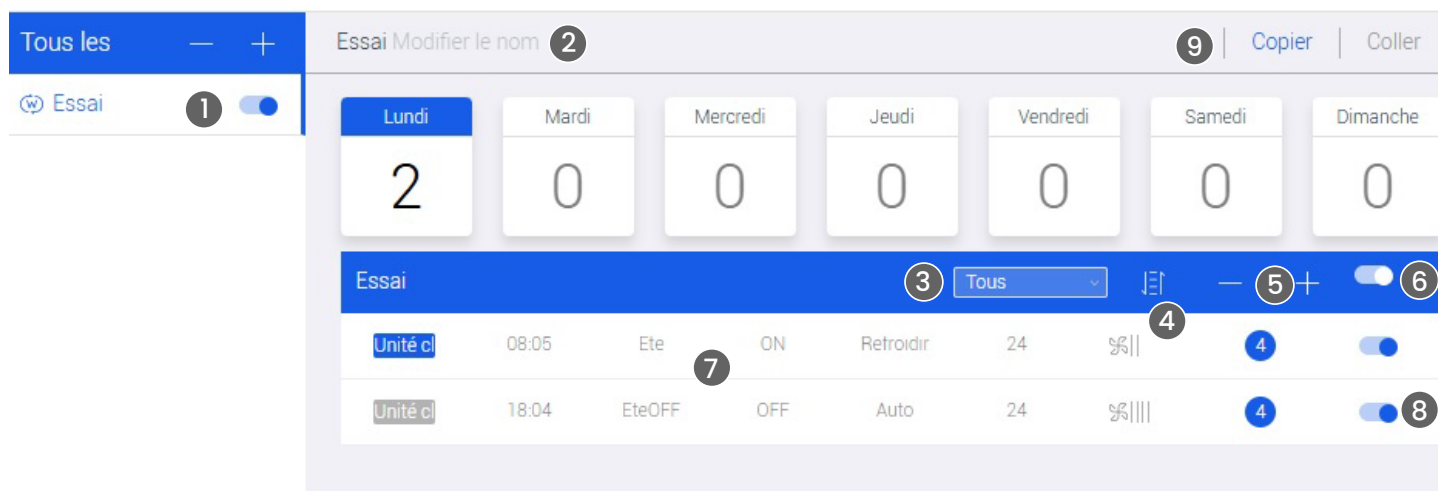 Tous les — +
Essai Modifier le nom 2
9 | Copier | Coller
W Essai 1
Lundi Mardi Mercredi Jeudi Vendredi Samedi Dimanche
2 0 0 0 0 0 0
Essai 3 Tous 4 — 5 + 6
Unité cl 08:05 Ete ON Retroidir 24 4
7
Unité cl 18:04 EteOFF OFF Auto 24 4 8